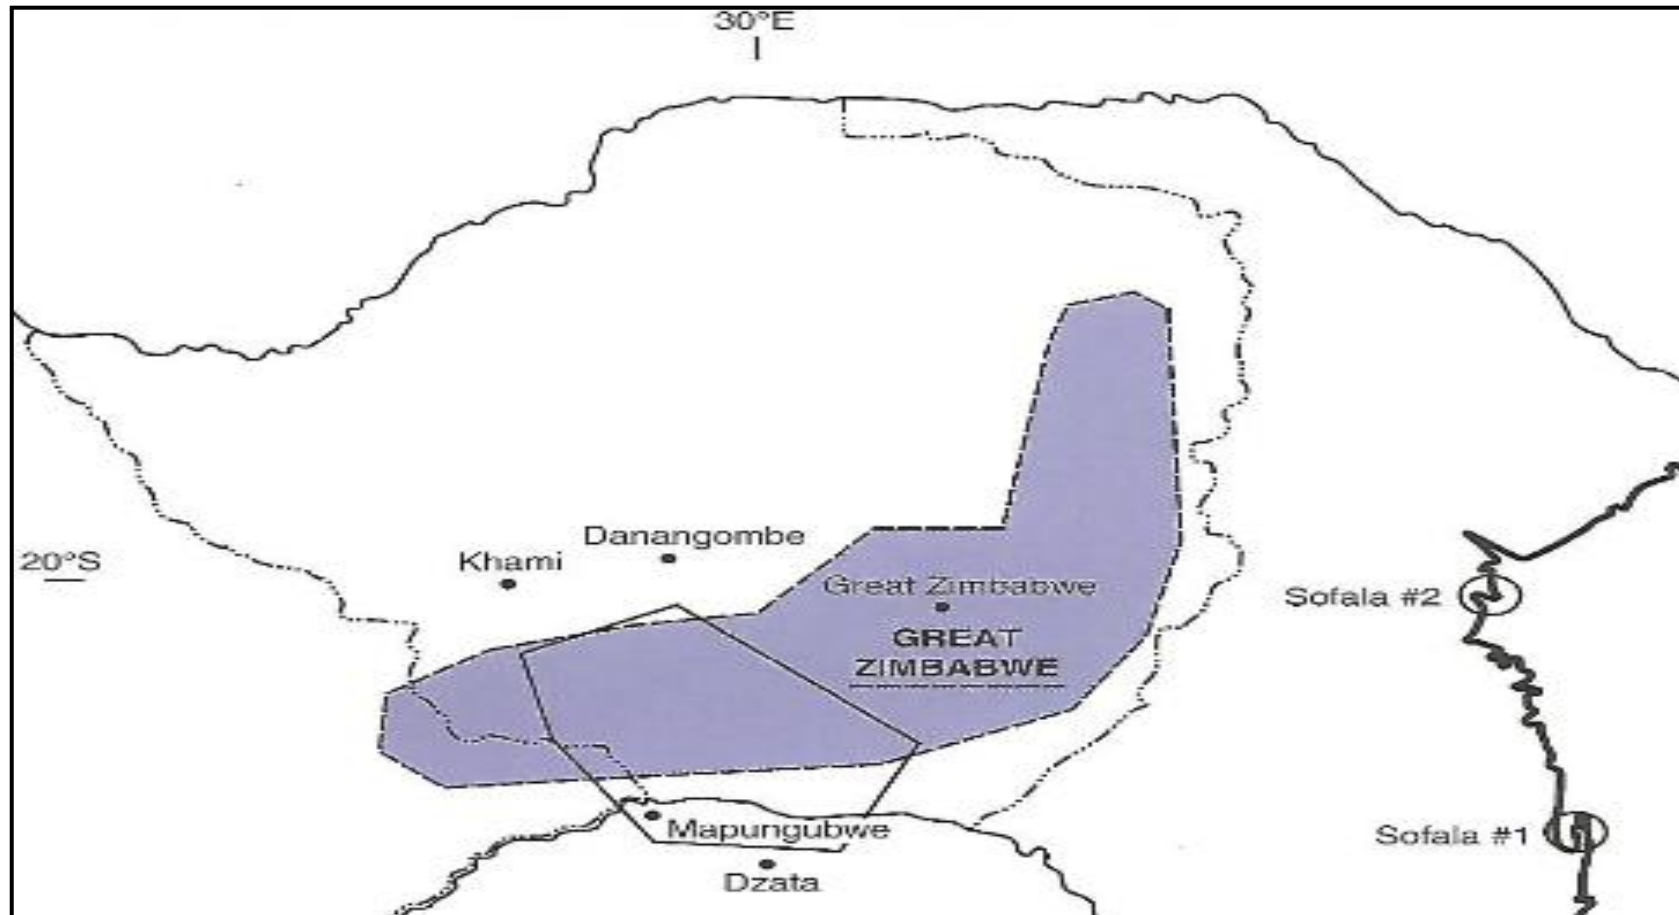 30°E
Danangombe
Khami
20°S
Great Zimbabwe
Sofala #2
GREAT
ZIMBABWE
Mapungubwe
Sofala #1
Dzata